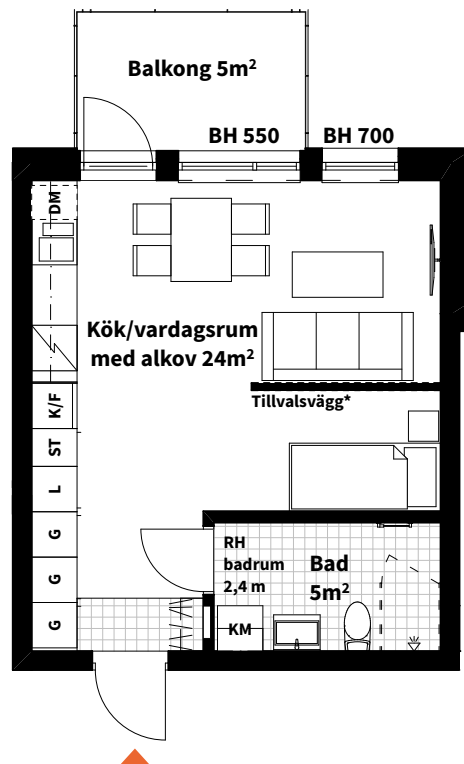 Balkong 5m²
BH 550
BH 700
DM
Kök/vardagsrum
med alkov 24m²
K/F
Tillvalsvägg*
ST
L
G
G
G
RH
badrum
2,4 m
Bad
5m²
KM